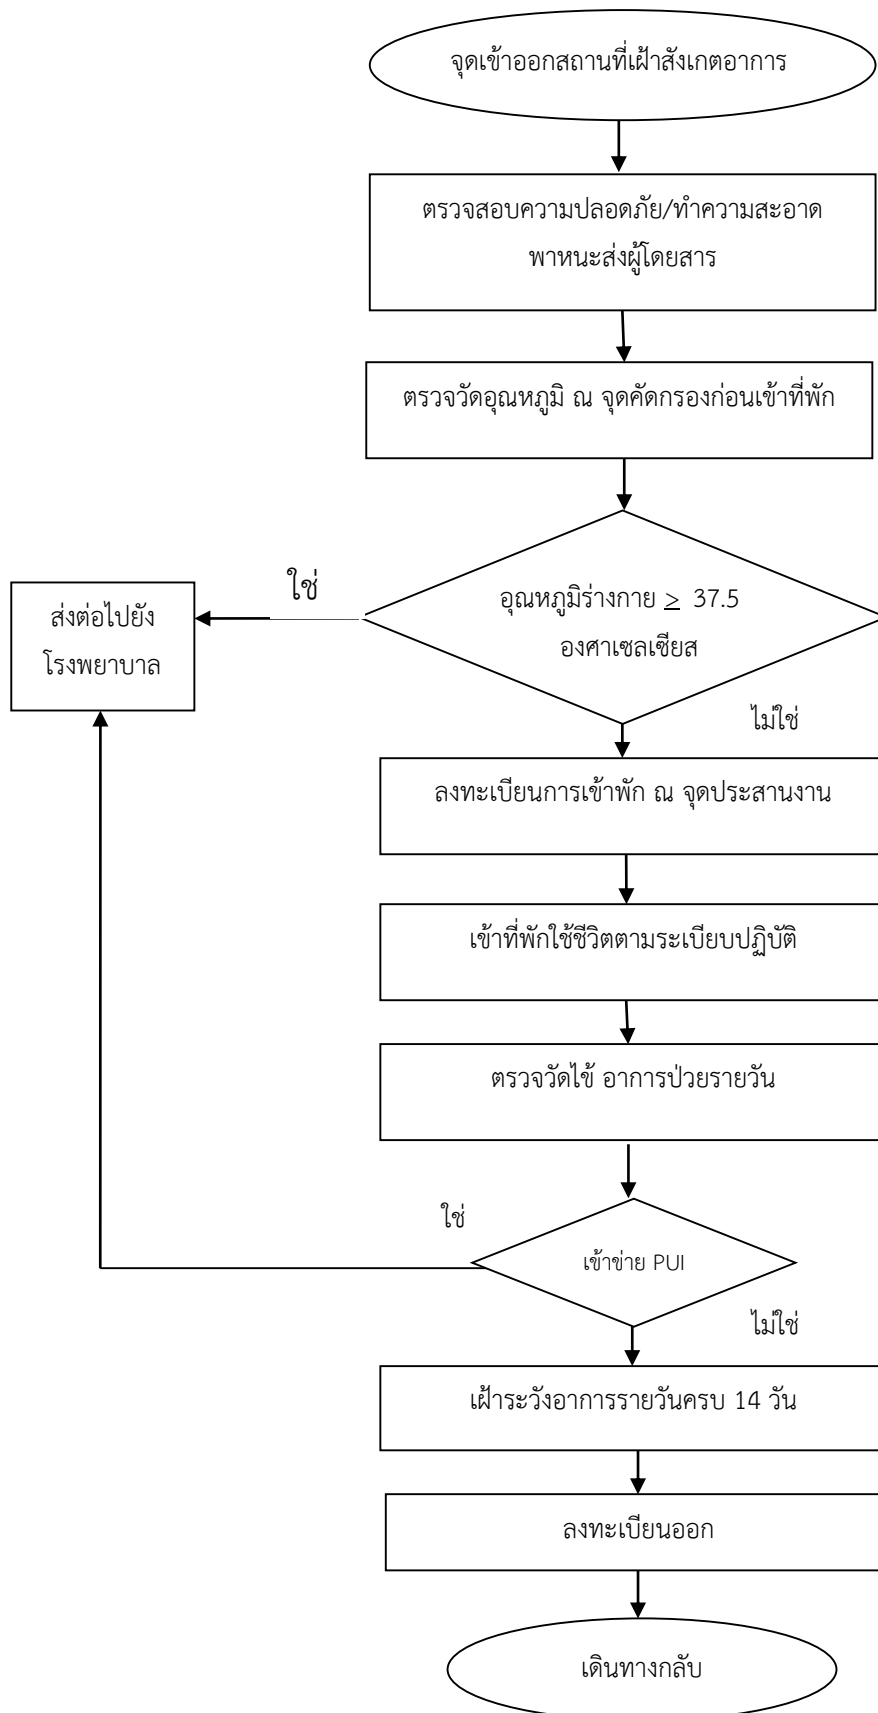 จุดเข้าออกสถานที่เฝ้าสังเกตอาการ
ตรวจสอบความปลอดภัย/ทำความสะอาด
พาหนะส่งผู้โดยสาร
ตรวจวัดอุณหภูมิ ณ จุดคัดกรองก่อนเข้าที่พัก
ใช่
อุณหภูมิร่างกาย ≥ 37.5
องศาเซลเซียส
ส่งต่อไปยัง
โรงพยาบาล
ไม่ใช่
ลงทะเบียนการเข้าพัก ณ จุดประสานงาน
เข้าที่พักใช้ชีวิตตามระเบียบปฏิบัติ
ตรวจวัดไข้ อาการป่วยรายวัน
ใช่
เข้าข่าย PUI
ไม่ใช่
เฝ้าระวังอาการรายวันครบ 14 วัน
ลงทะเบียนออก
เดินทางกลับ